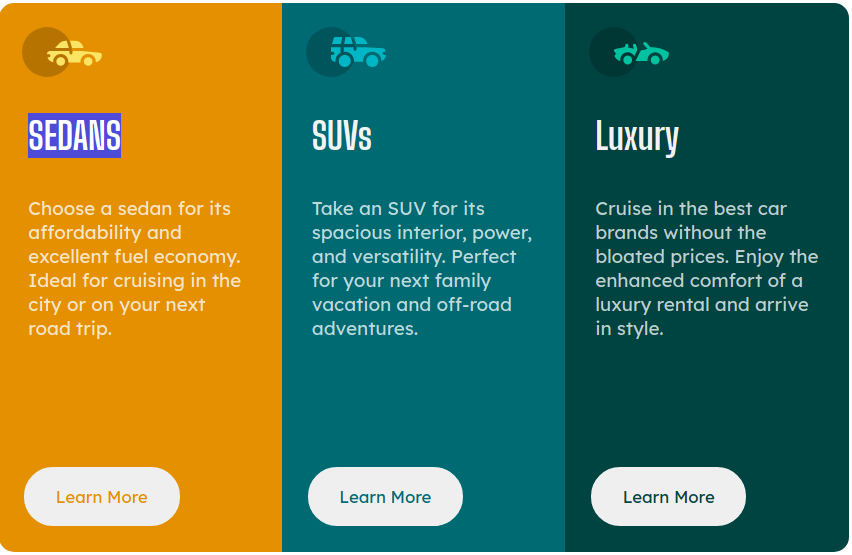 SEDANS
Choose a sedan for its
affordability and
excellent fuel economy.
Ideal for cruising in the
city or on your next
road trip.
Learn More
SUVs
Take an SUV for its
spacious interior, power,
and versatility. Perfect
for your next family
vacation and off-road
adventures.
Learn More
Luxury
Cruise in the best car
brands without the
bloated prices. Enjoy the
enhanced comfort of a
luxury rental and arrive
in style.
Learn More